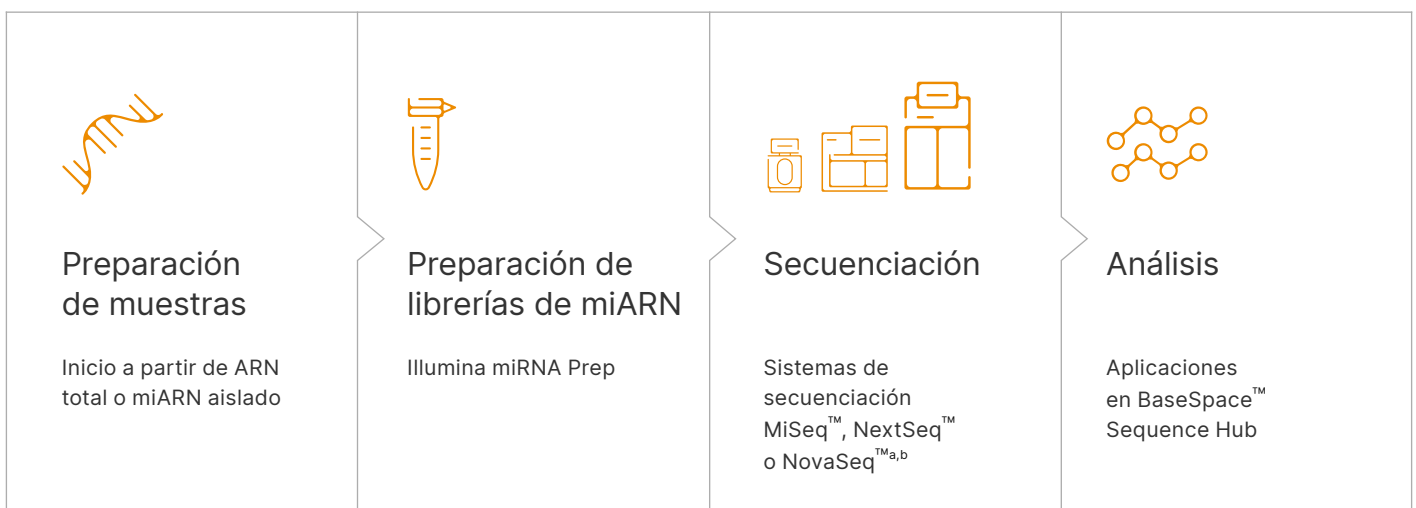 Preparación
de muestras
Inicio a partir de ARN
total o miARN aislado
Preparación de
librerías de miARN
Illumina miRNA Prep
Secuenciación
Sistemas de
secuenciación
MiSeq™, NextSeq™
o NovaSeq™a,b
Análisis
Aplicaciones
en BaseSpace™
Sequence Hub